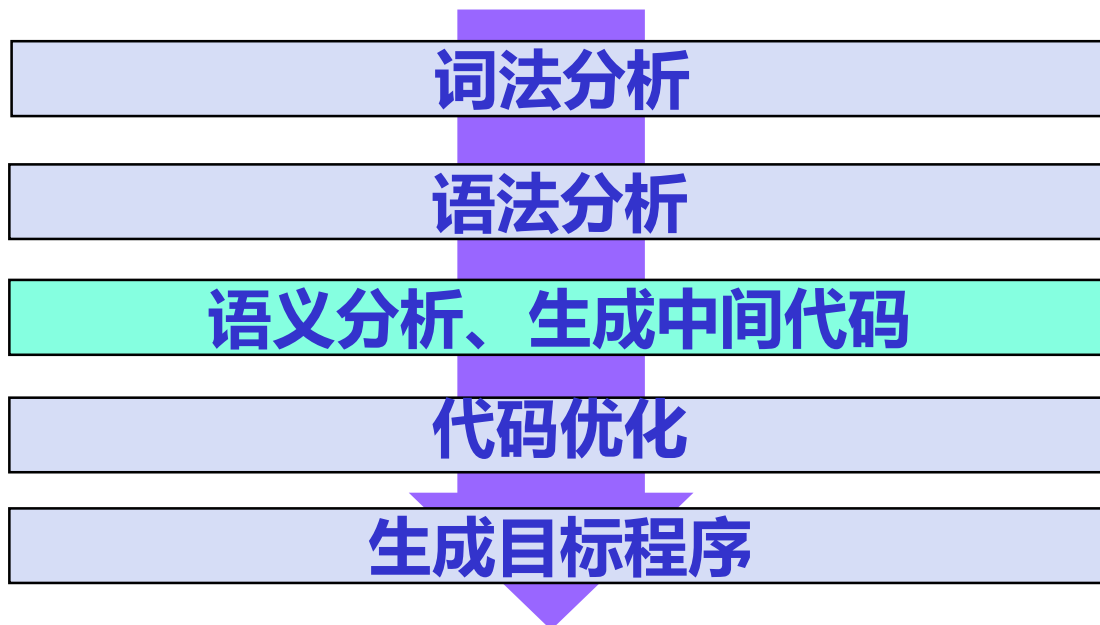 词法分析
语法分析
语义分析、生成中间代码
代码优化
生成目标程序